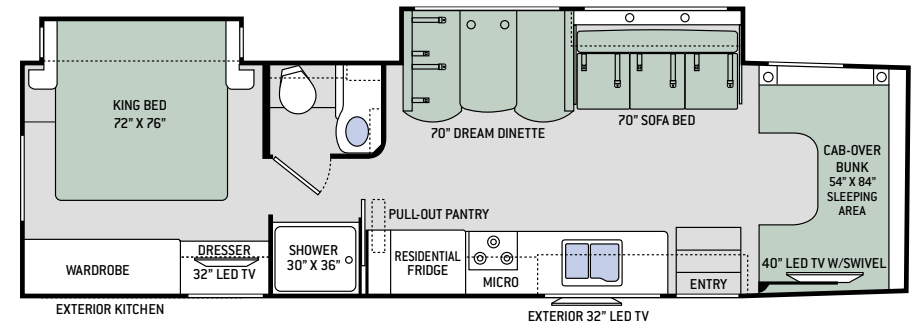 KING BED
72" X 76"
70" DREAM DINETTE
70" SOFA BED
CAB-OVER
BUNK
54" X 84"
SLEEPING
AREA
PULL-OUT PANTRY
WARDROBE
DRESSER
32" LED TV
SHOWER
30" X 36"
RESIDENTIAL
FRIDGE
MICRO
ENTRY
40" LED TV W/SWIVEL
EXTERIOR KITCHEN
EXTERIOR 32" LED TV